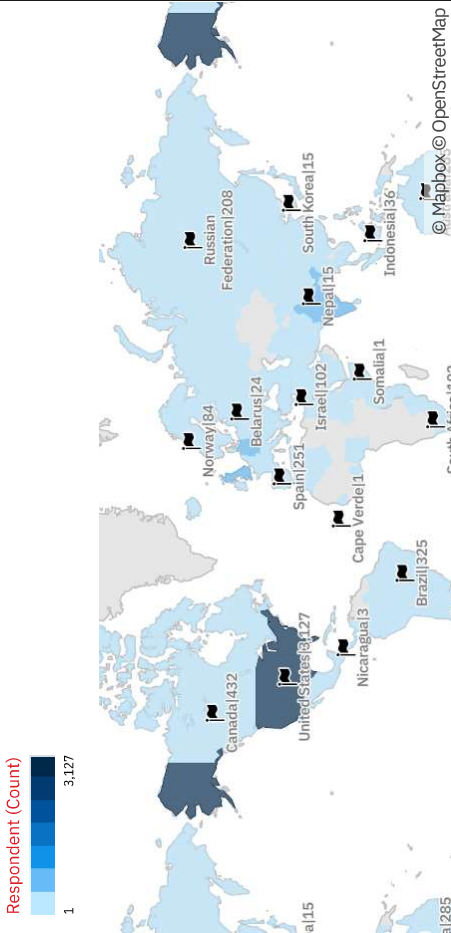 Respondent (Count)
1
3,127
Canada|432
United States|3,127
Nicaragua|3
Brazil|325
Cape Verde|1
Norway|84
Spain|251
Belarus|24
Israel|102
Somalia|1
Russian
Federation|208
Nepal|15
South Korea|15
Indonesia|36
a|15
a|285
© Mapbox © OpenStreetMap